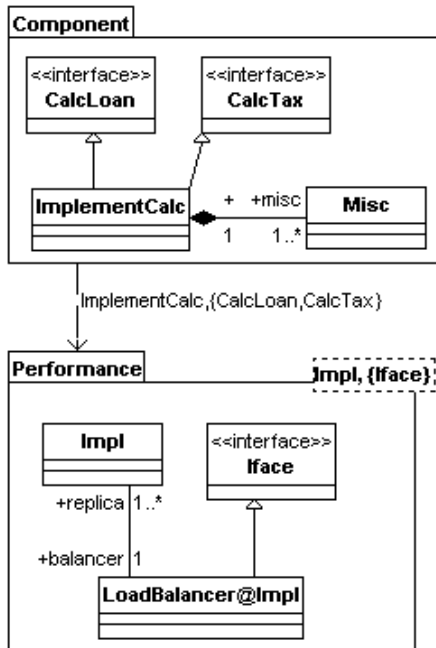 Component
<<interface>> <<interface>>
CalcLoan CalcTax
ImplementCalc + +misc Misc
1 1..*
ImplementCalc,{CalcLoan,CalcTax}
Performance Impl, {Iface}
Impl <<interface>>
Iface
+replica 1..*
+balancer 1
LoadBalancer@Impl